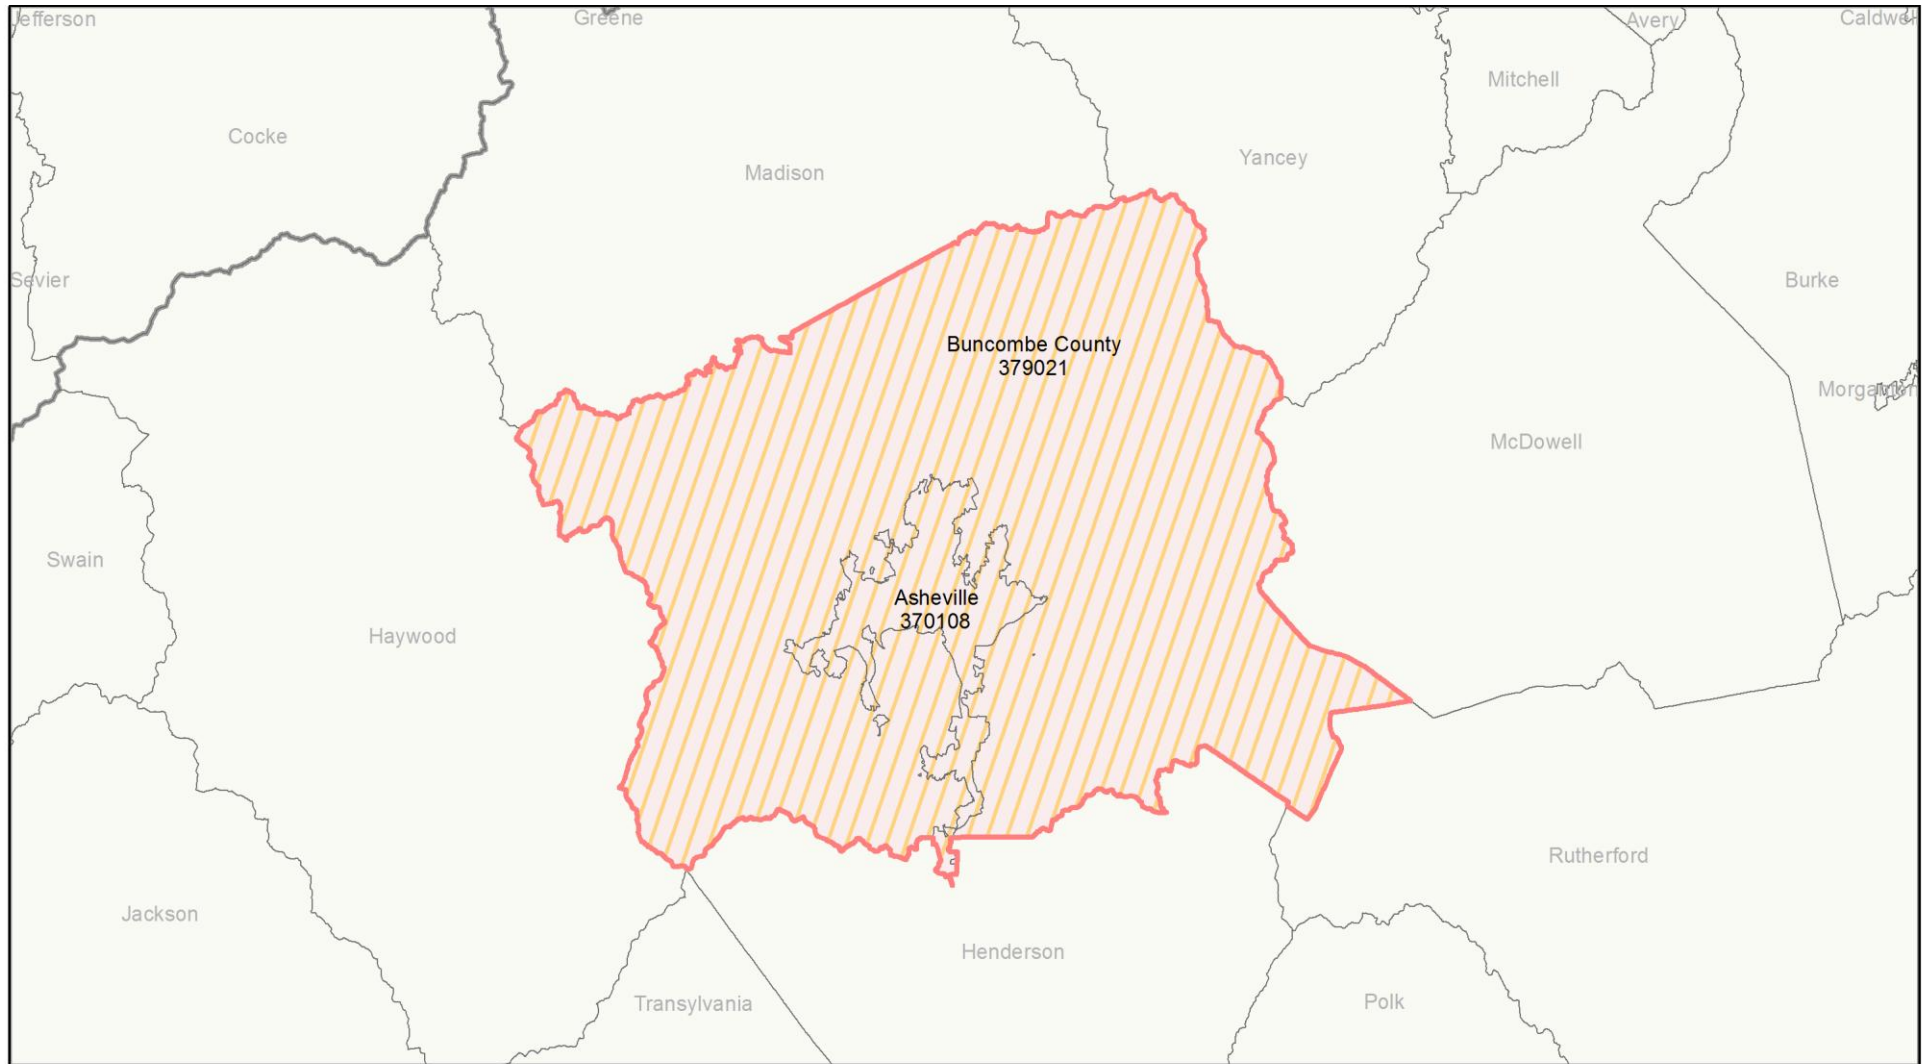 Jefferson
Greene
Avery
Caldwel
Mitchell
Cocke
Yancey
Madison
Sevier
Burke
Buncombe County
379021
Morganton
McDowell
Swain
Asheville
370108
Haywood
Rutherford
Jackson
Henderson
Transylvania
Polk